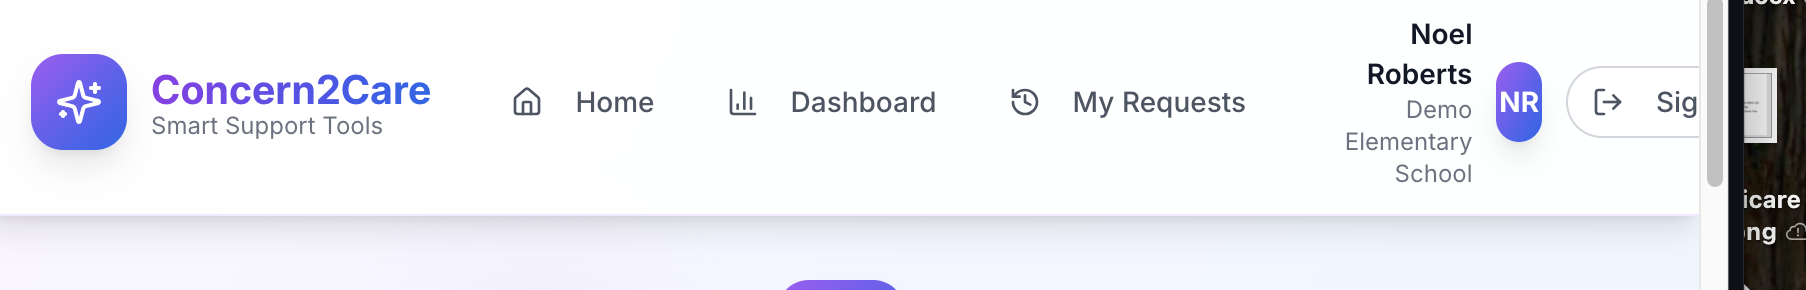 Concern2Care
Smart Support Tools
Home
Dashboard
My Requests
Noel
Roberts
Demo
Elementary
School
NR
Sig
icare
ng